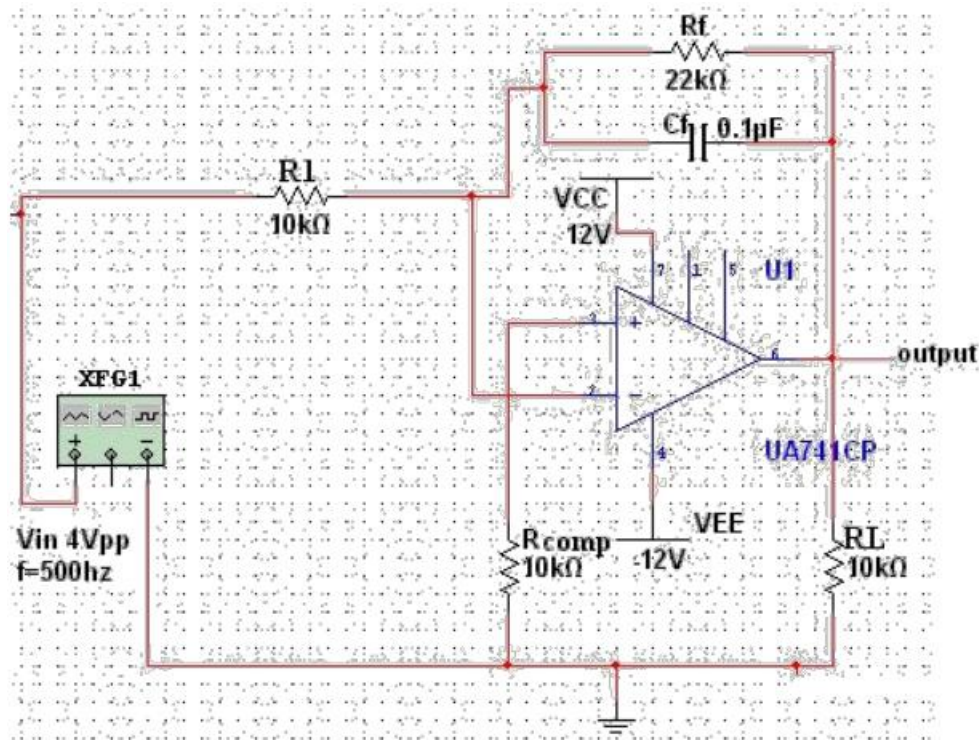 Rf
22kΩ
Cf 0.1µF
R1
10kΩ
VCC
12V
7 1 5 U1
3 +
6 output
2 −
XFG1
+ −
4 UA741CP
Vin 4Vpp
f=500hz
Rcomp
10kΩ
VEE
-12V
RL
10kΩ